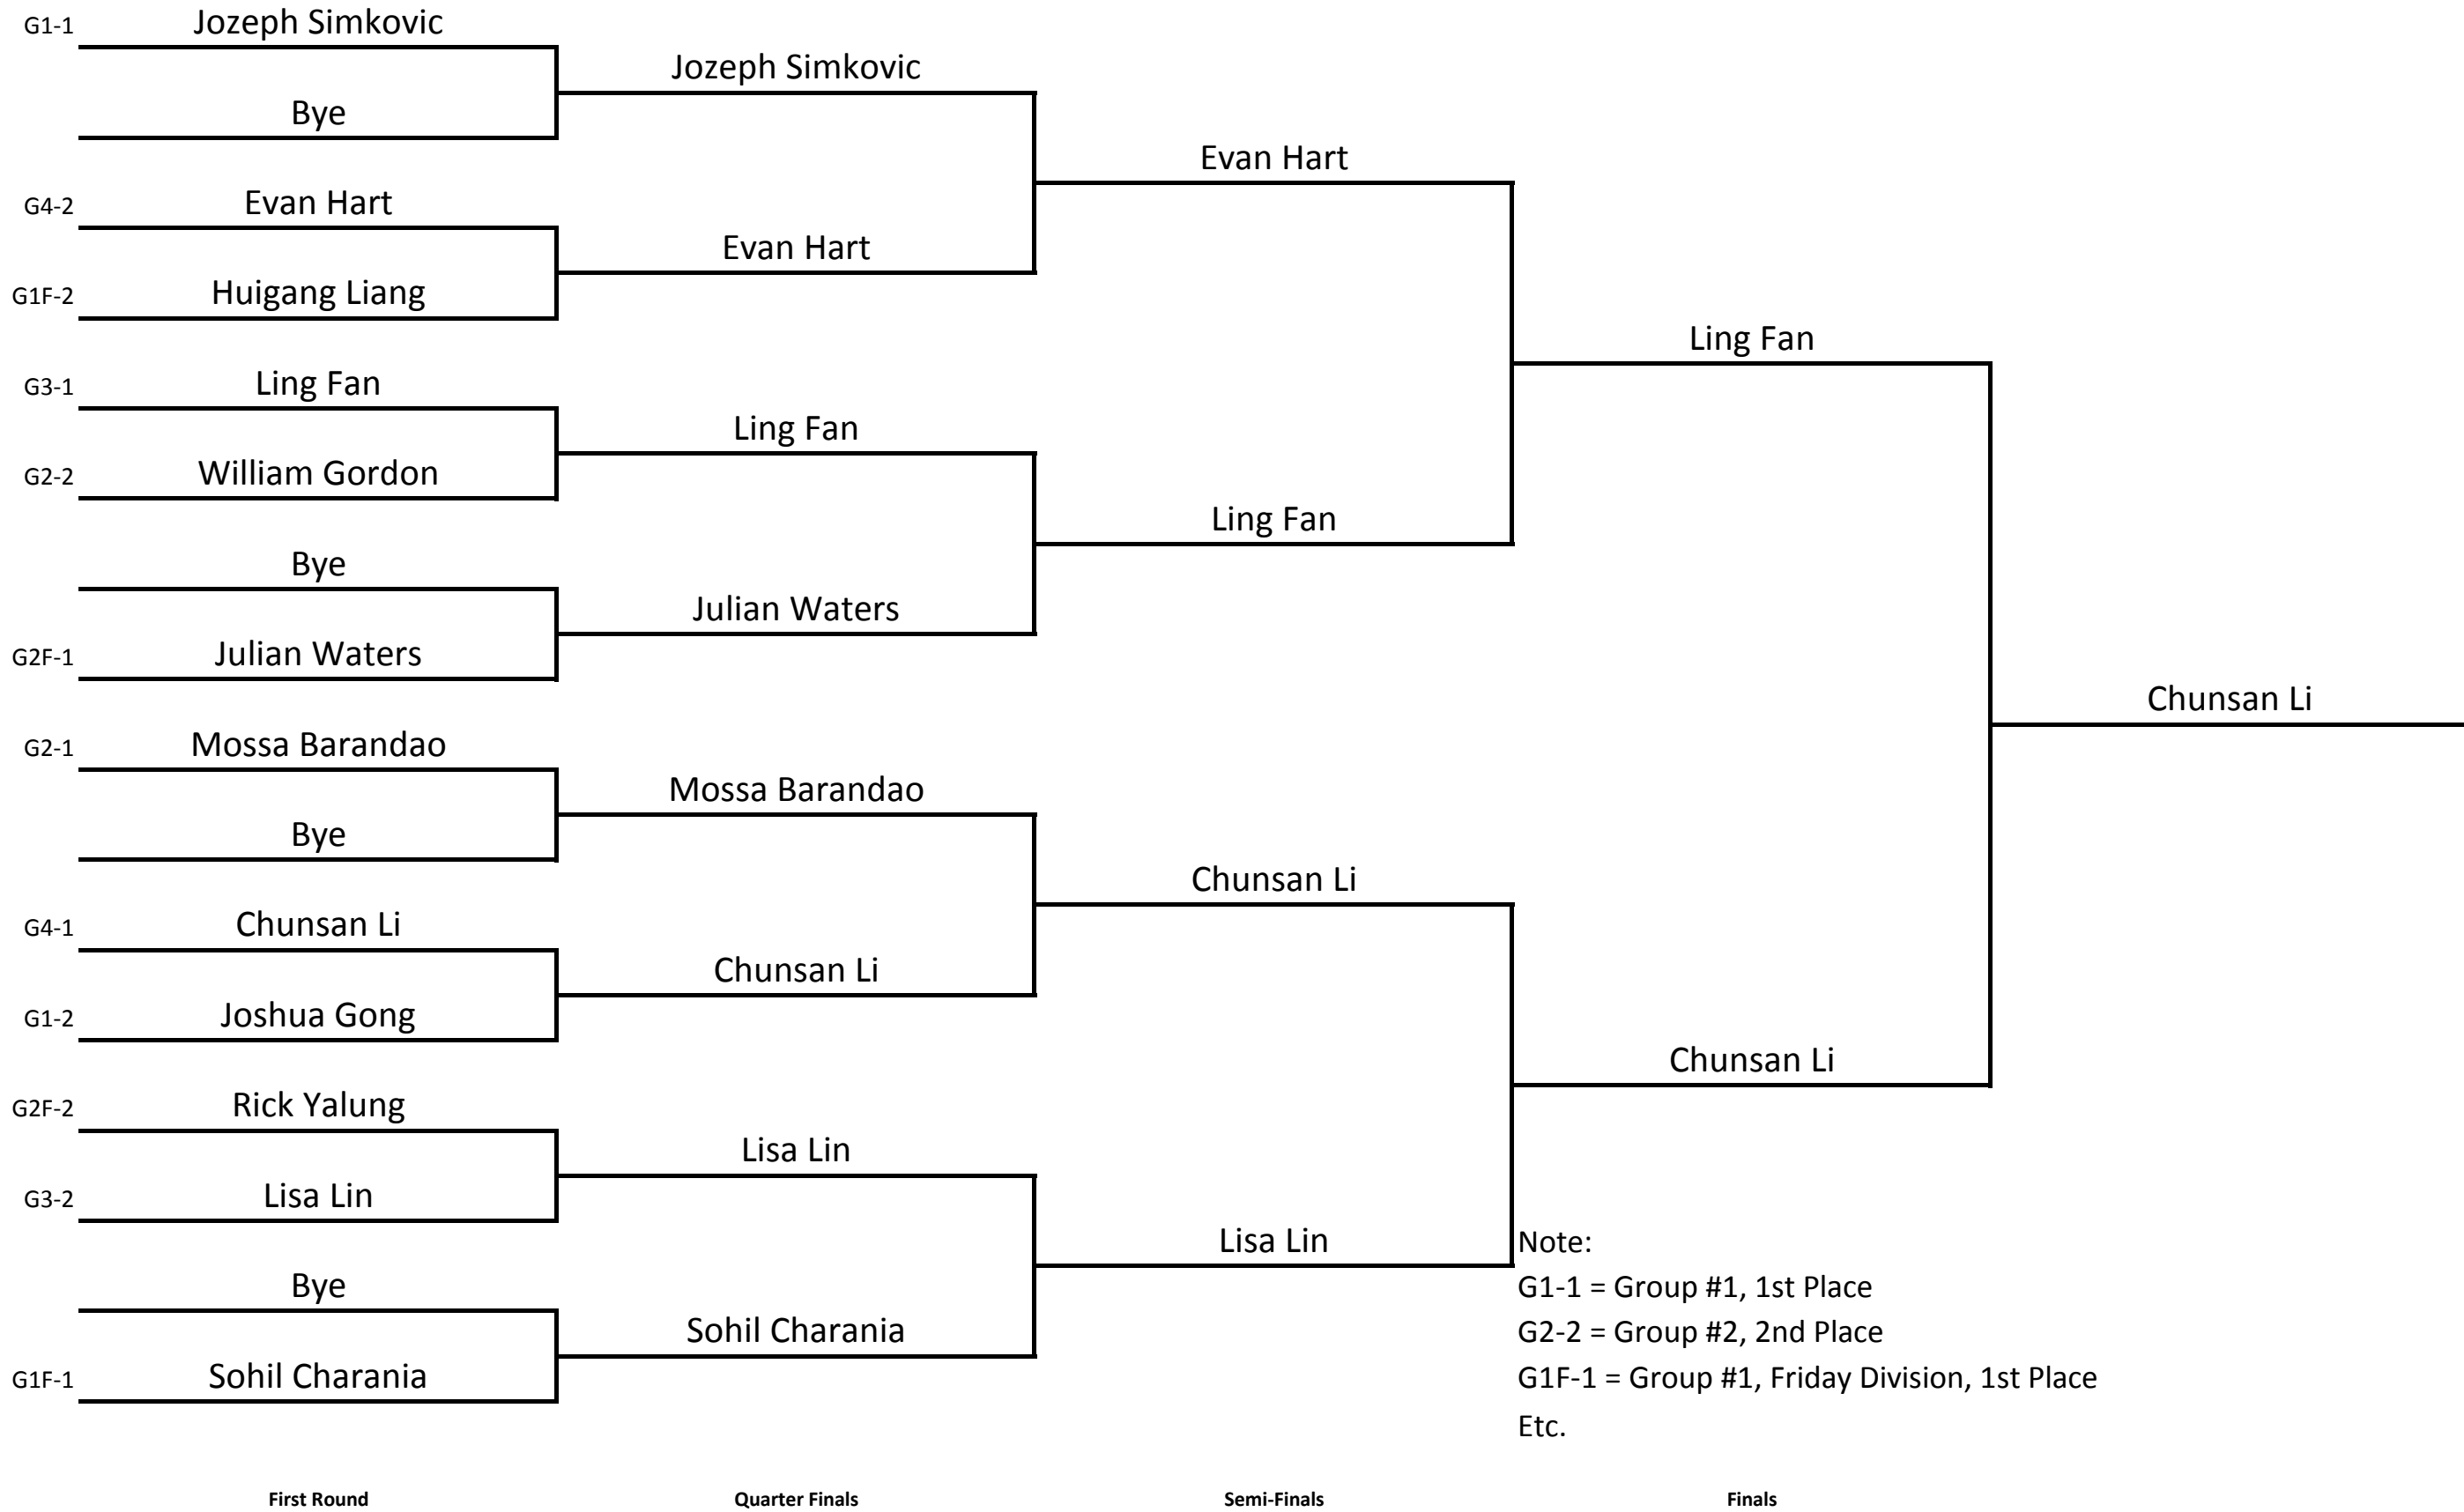 G1-1 Jozeph Simkovic
Jozeph Simkovic
Bye
Evan Hart
G4-2 Evan Hart
Evan Hart
G1F-2 Huigang Liang
Ling Fan
G3-1 Ling Fan
Ling Fan
G2-2 William Gordon
Ling Fan
Bye
Julian Waters
G2F-1 Julian Waters
Chunsan Li
G2-1 Mossa Barandao
Mossa Barandao
Bye
Chunsan Li
G4-1 Chunsan Li
Chunsan Li
G1-2 Joshua Gong
Chunsan Li
G2F-2 Rick Yalung
Lisa Lin
G3-2 Lisa Lin
Lisa Lin
Note:
Bye
G1-1 = Group #1, 1st Place
Sohil Charania
G2-2 = Group #2, 2nd Place
G1F-1 Sohil Charania
G1F-1 = Group #1, Friday Division, 1st Place
Etc.
First Round Quarter Finals Semi-Finals Finals